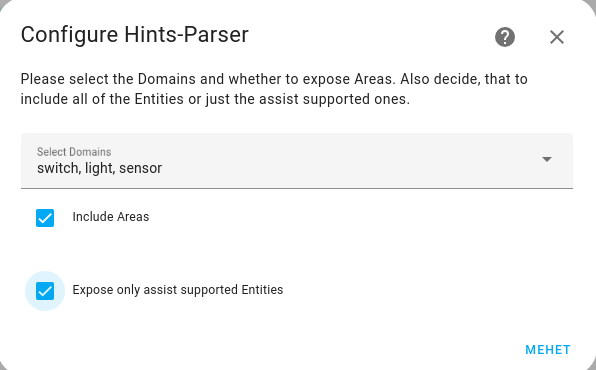 Configure Hints-Parser
Please select the Domains and whether to expose Areas. Also decide, that to
include all of the Entities or just the assist supported ones.
Select Domains
switch, light, sensor
Include Areas
Expose only assist supported Entities
MEHET